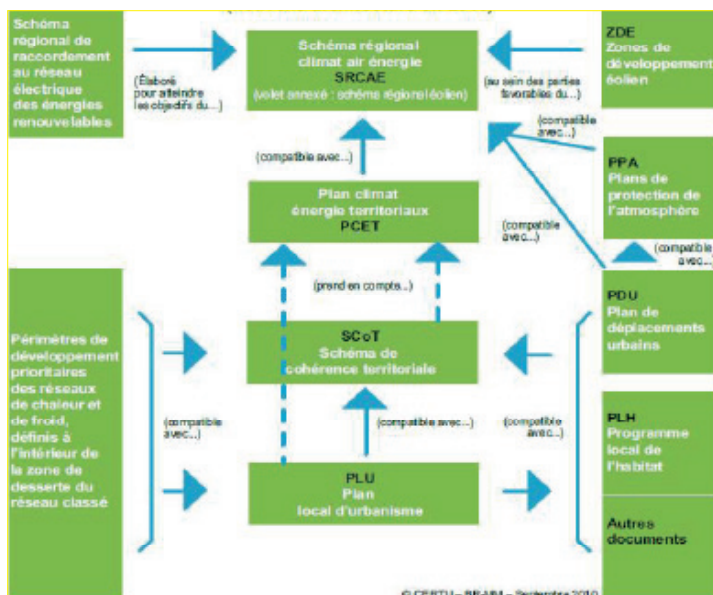 Schéma
régional de
raccordement
au réseau
électrique
des énergies
renouvelables
(Élaboré
pour atteindre
les objectifs du...)
Schéma régional
climat air énergie
SRCAE
(volet annexé : schéma régional éolien)
(au sein des parties
favorables du...)
ZDE
Zones de
développement
éolien
(compatible avec...)
(compatible
avec...)
PPA
Plans de
protection de
l'atmosphère
Plan climat
énergie territoriaux
PCET
(compatible
avec...)
(compatible
avec...)
(prend en compte...)
PDU
Plan de
déplacements
urbains
Périmètres de
développement
prioritaires
des réseaux
de chaleur et
de froid,
définis à
l'intérieur de
la zone de
desserte du
réseau classé
SCoT
Schéma de
cohérence territoriale
(compatible
avec...)
(compatible avec...)
(compatible
avec...)
PLH
Programme
local de
l'habitat
PLU
Plan
local d'urbanisme
Autres
documents